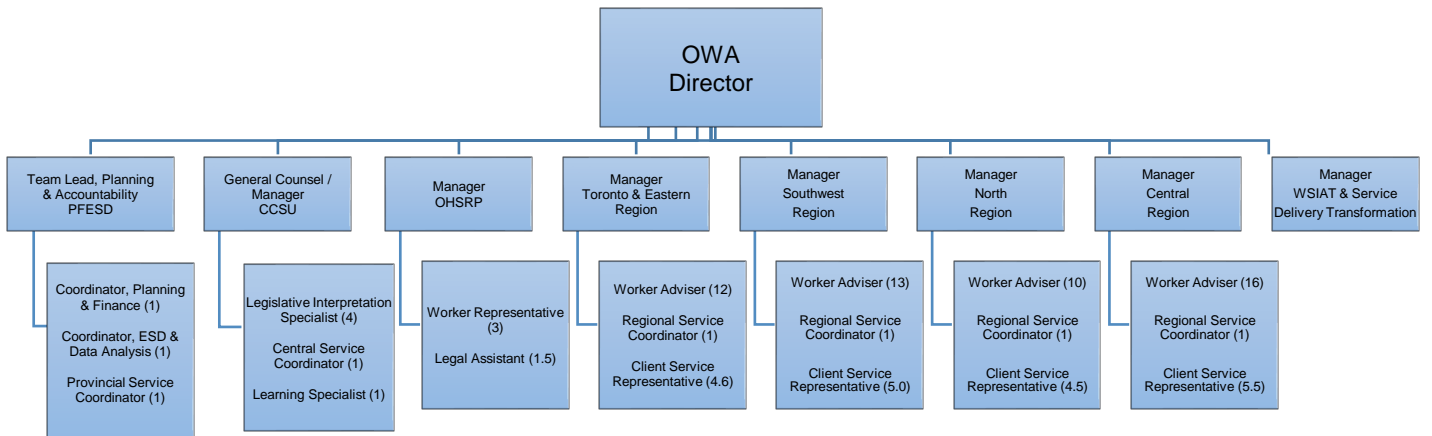 OWA
Director
Team Lead, Planning
& Accountability
PFESD
General Counsel /
Manager
CCSU
Manager
OHSRP
Manager
Toronto & Eastern
Region
Manager
Southwest
Region
Manager
North
Region
Manager
Central
Region
Manager
WSIAT & Service
Delivery Transformation
Coordinator, Planning
& Finance (1)
Coordinator, ESD &
Data Analysis (1)
Provincial Service
Coordinator (1)
Legislative Interpretation
Specialist (4)
Central Service
Coordinator (1)
Learning Specialist (1)
Worker Representative
(3)
Legal Assistant (1.5)
Worker Adviser (12)
Regional Service
Coordinator (1)
Client Service
Representative (4.6)
Worker Adviser (13)
Regional Service
Coordinator (1)
Client Service
Representative (5.0)
Worker Adviser (10)
Regional Service
Coordinator (1)
Client Service
Representative (4.5)
Worker Adviser (16)
Regional Service
Coordinator (1)
Client Service
Representative (5.5)